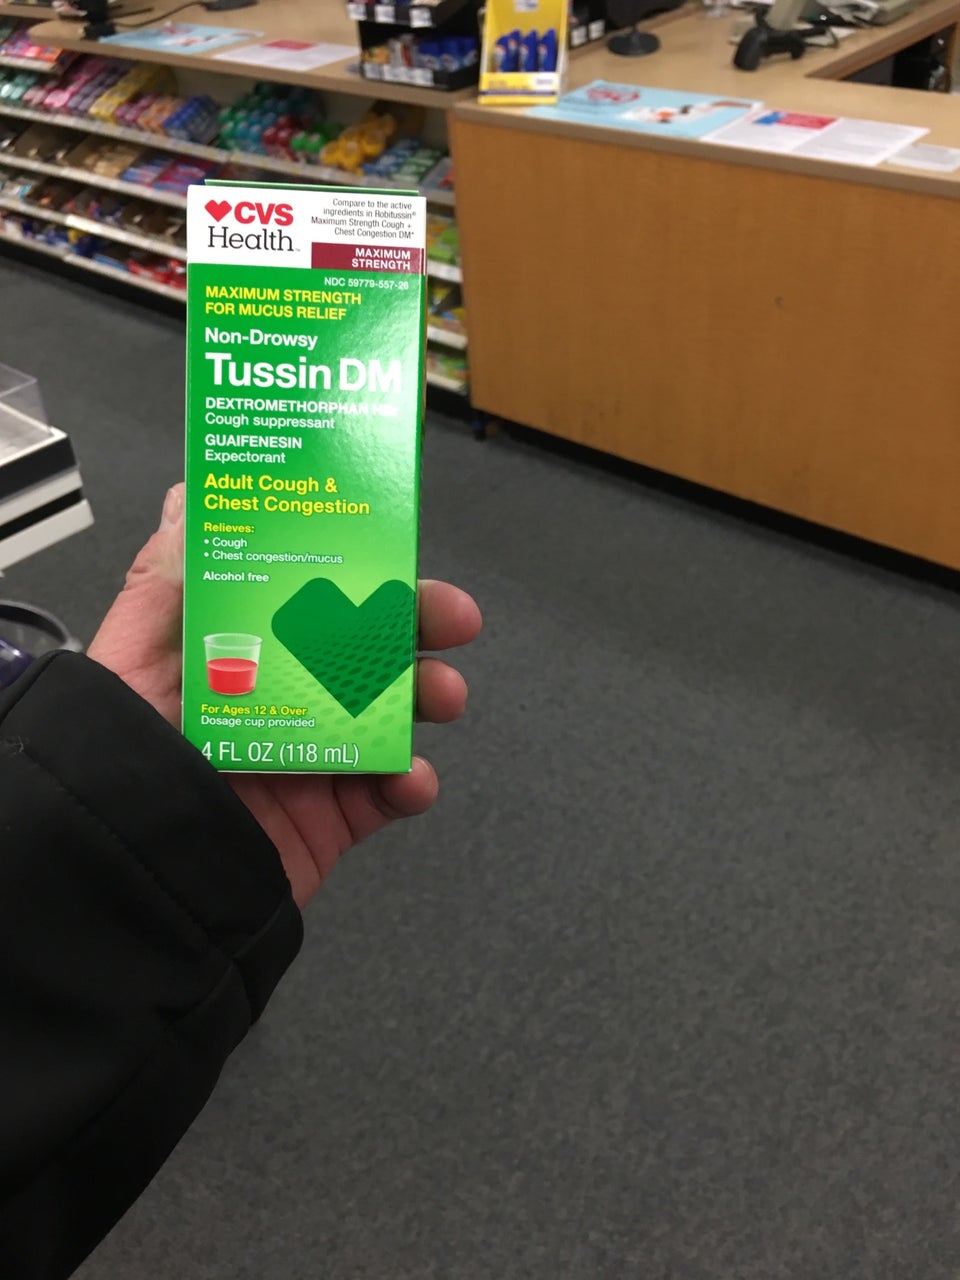 CVS
Health
Compare to the active
ingredients in Robitussin®
Maximum Strength Cough +
Chest Congestion DM*
MAXIMUM
STRENGTH
NDC 59779-557-26
MAXIMUM STRENGTH
FOR MUCUS RELIEF
Non-Drowsy
Tussin DM
DEXTROMETHORPHAN
Cough suppressant
GUAIFENESIN
Expectorant
Adult Cough &
Chest Congestion
Relieves:
• Cough
• Chest congestion/mucus
Alcohol free
For Ages 12 & Over
Dosage cup provided
4 FL OZ (118 mL)